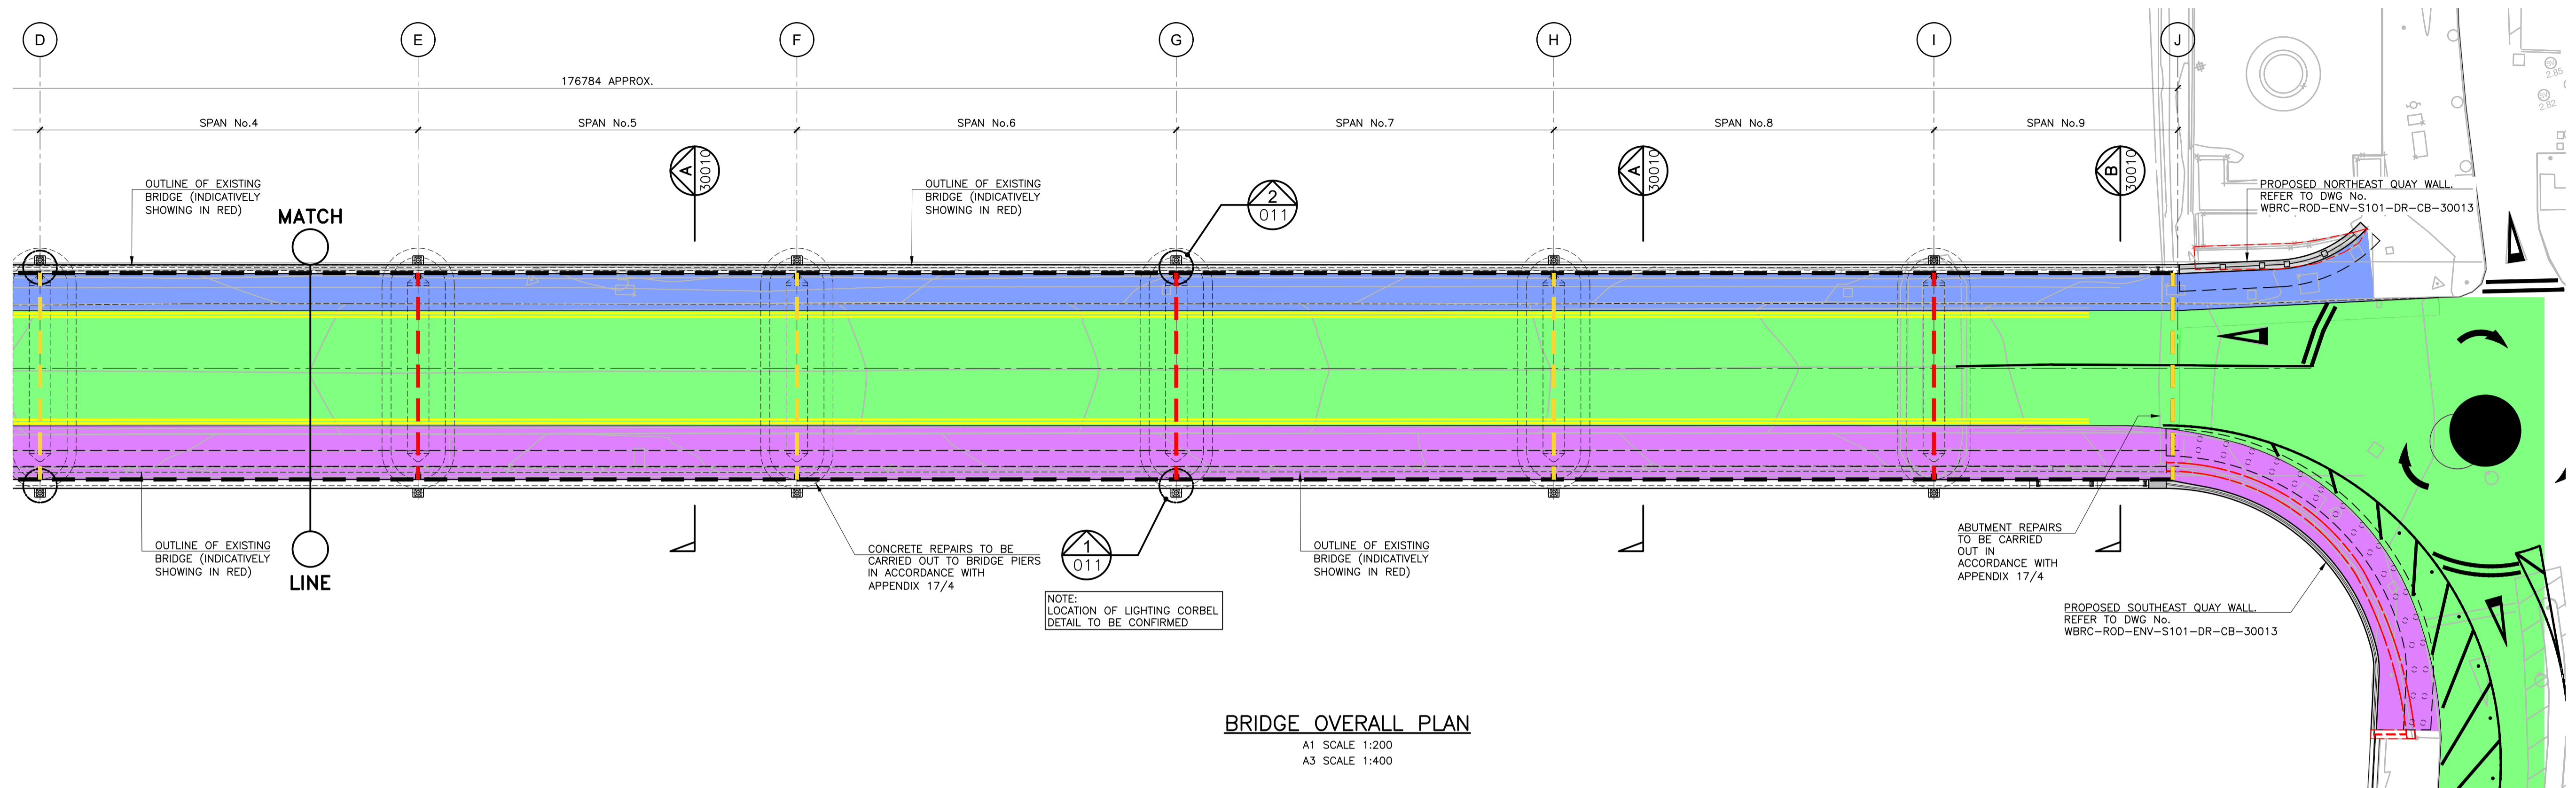 D
E
F
G
H
I
J
176784 APPROX.
SPAN No.4
SPAN No.5
SPAN No.6
SPAN No.7
SPAN No.8
SPAN No.9
2.85
2.82
A
30010
A
30010
B
30010
OUTLINE OF EXISTING
BRIDGE (INDICATIVELY
SHOWING IN RED)
MATCH
OUTLINE OF EXISTING
BRIDGE (INDICATIVELY
SHOWING IN RED)
2
011
PROPOSED NORTHEAST QUAY WALL.
REFER TO DWG No.
WBRC-ROD-ENV-S101-DR-CB-30013
OUTLINE OF EXISTING
BRIDGE (INDICATIVELY
SHOWING IN RED)
LINE
CONCRETE REPAIRS TO BE
CARRIED OUT TO BRIDGE PIERS
IN ACCORDANCE WITH
APPENDIX 17/4
1
011
NOTE:
LOCATION OF LIGHTING CORBEL
DETAIL TO BE CONFIRMED
OUTLINE OF EXISTING
BRIDGE (INDICATIVELY
SHOWING IN RED)
ABUTMENT REPAIRS
TO BE CARRIED
OUT IN
ACCORDANCE WITH
APPENDIX 17/4
PROPOSED SOUTHEAST QUAY WALL.
REFER TO DWG No.
WBRC-ROD-ENV-S101-DR-CB-30013
BRIDGE OVERALL PLAN
A1 SCALE 1:200
A3 SCALE 1:400